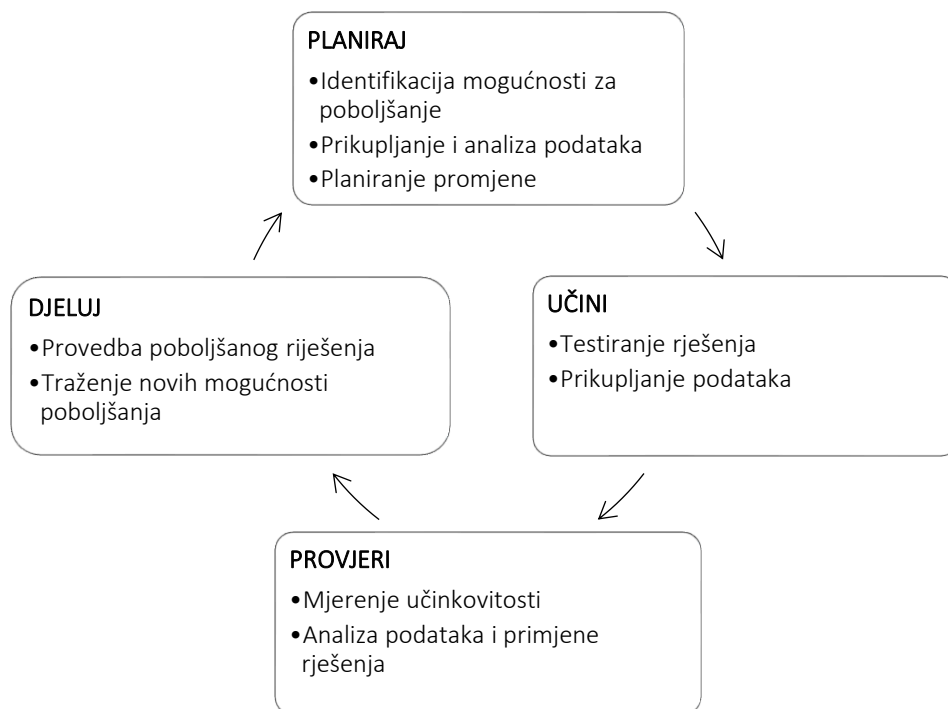 PLANIRAJ
•Identifikacija mogućnosti za
poboljšanje
•Prikupljanje i analiza podataka
•Planiranje promjene
DJELUJ
•Provedba poboljšanog riješenja
•Traženje novih mogućnosti
poboljšanja
UČINI
•Testiranje rješenja
•Prikupljanje podataka
PROVJERI
•Mjerenje učinkovitosti
•Analiza podataka i primjene
rješenja